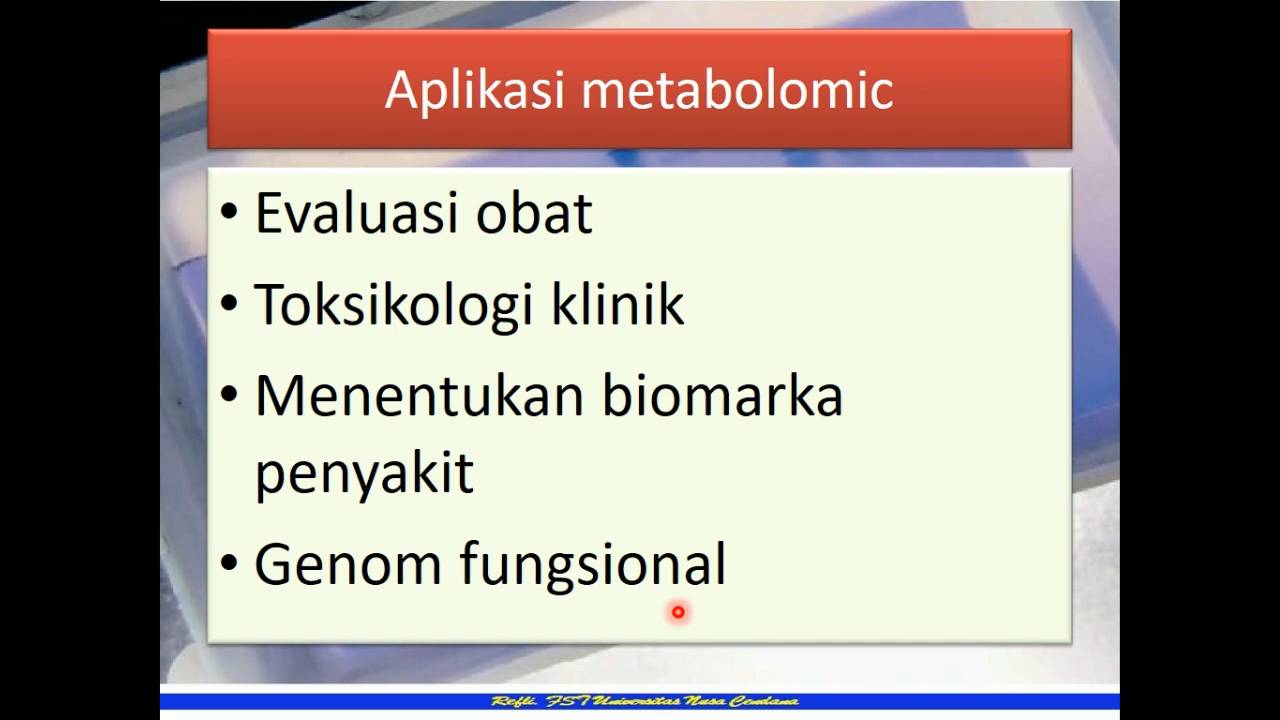 Aplikasi metabolomic
• Evaluasi obat
• Toksikologi klinik
• Menentukan biomarka
penyakit
• Genom fungsional
Refli. FST Universitas Nusa Cendana